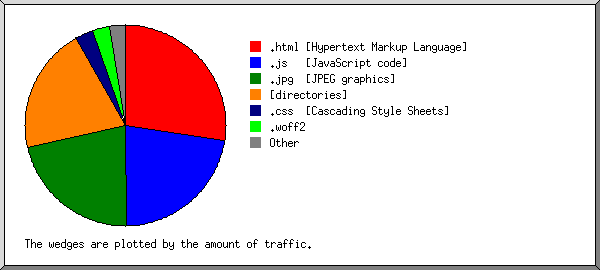 .html [Hypertext Markup Language]
.js [JavaScript code]
.jpg [JPEG graphics]
[directories]
.css [Cascading Style Sheets]
.woff2
Other
The wedges are plotted by the amount of traffic.